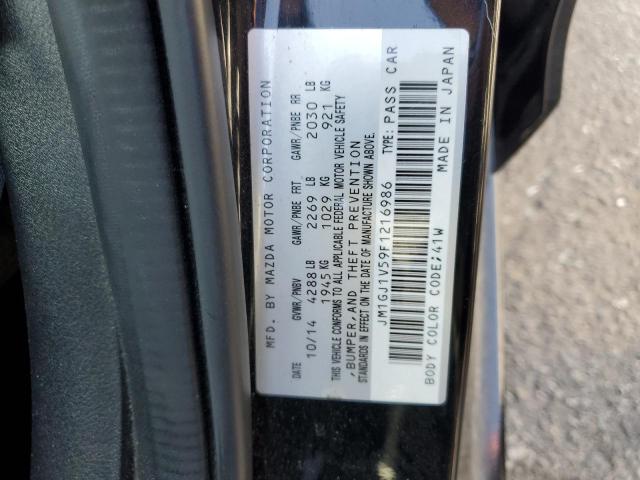 MFD. BY MAZDA MOTOR CORPORATION
DATE GVWR/PNBV GAWR/PNBE FRT GAWR/PNBE RR
10/14 4288 LB 2269 LB 2030 LB
1945 KG 1029 KG 921 KG
THIS VEHICLE CONFORMS TO ALL APPLICABLE FEDERAL MOTOR VEHICLE SAFETY
,BUMPER,AND THEFT PREVENTION
STANDARDS IN EFFECT ON THE DATE OF MANUFACTURE SHOWN ABOVE.
JM1GJ1V59F1216986 TYPE: PASS CAR
BODY COLOR CODE;41W MADE IN JAPAN